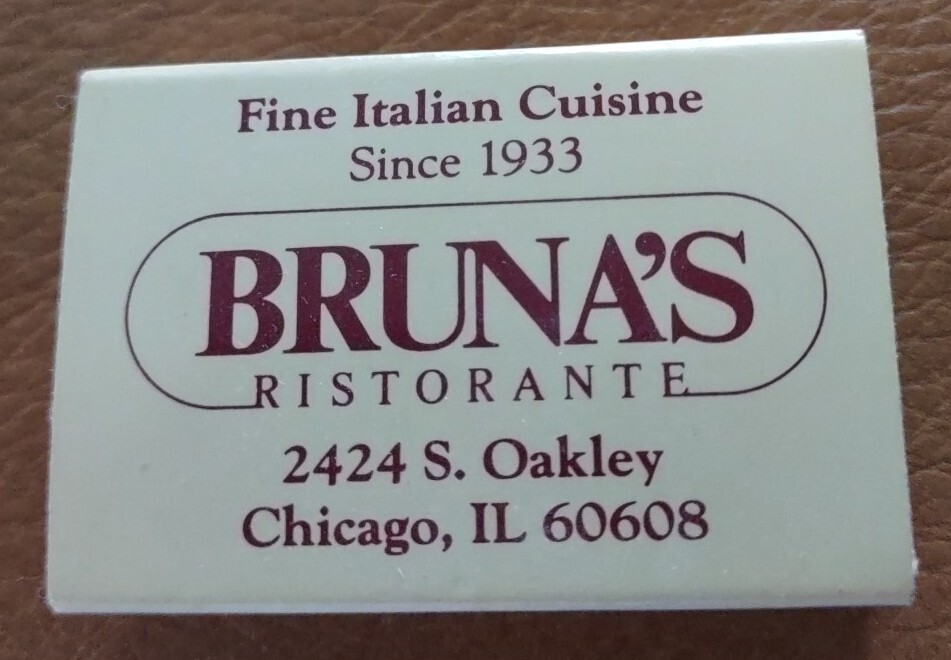 Fine Italian Cuisine
Since 1933
BRUNA'S
RISTORANTE
2424 S. Oakley
Chicago, IL 60608